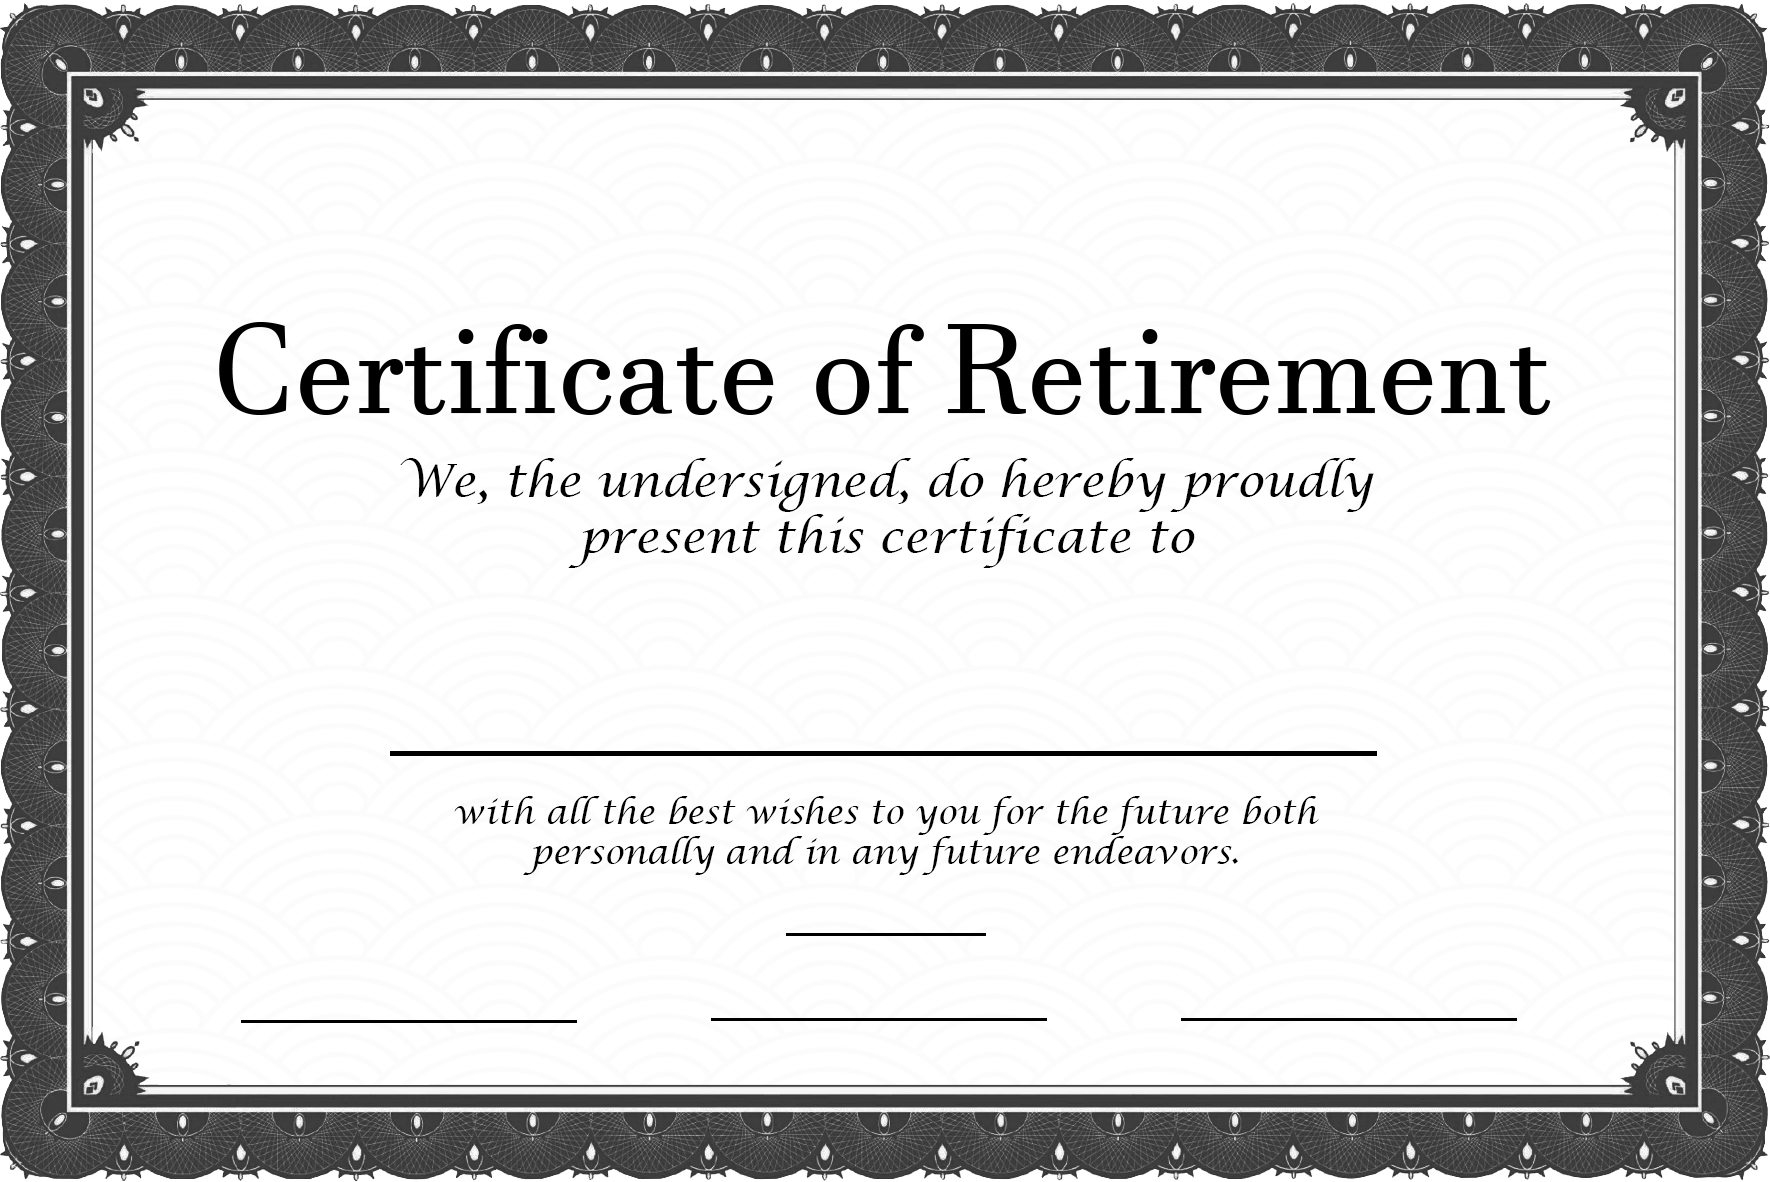 Certificate of Retirement
We, the undersigned, do hereby proudly
present this certificate to
with all the best wishes to you for the future both
personally and in any future endeavors.